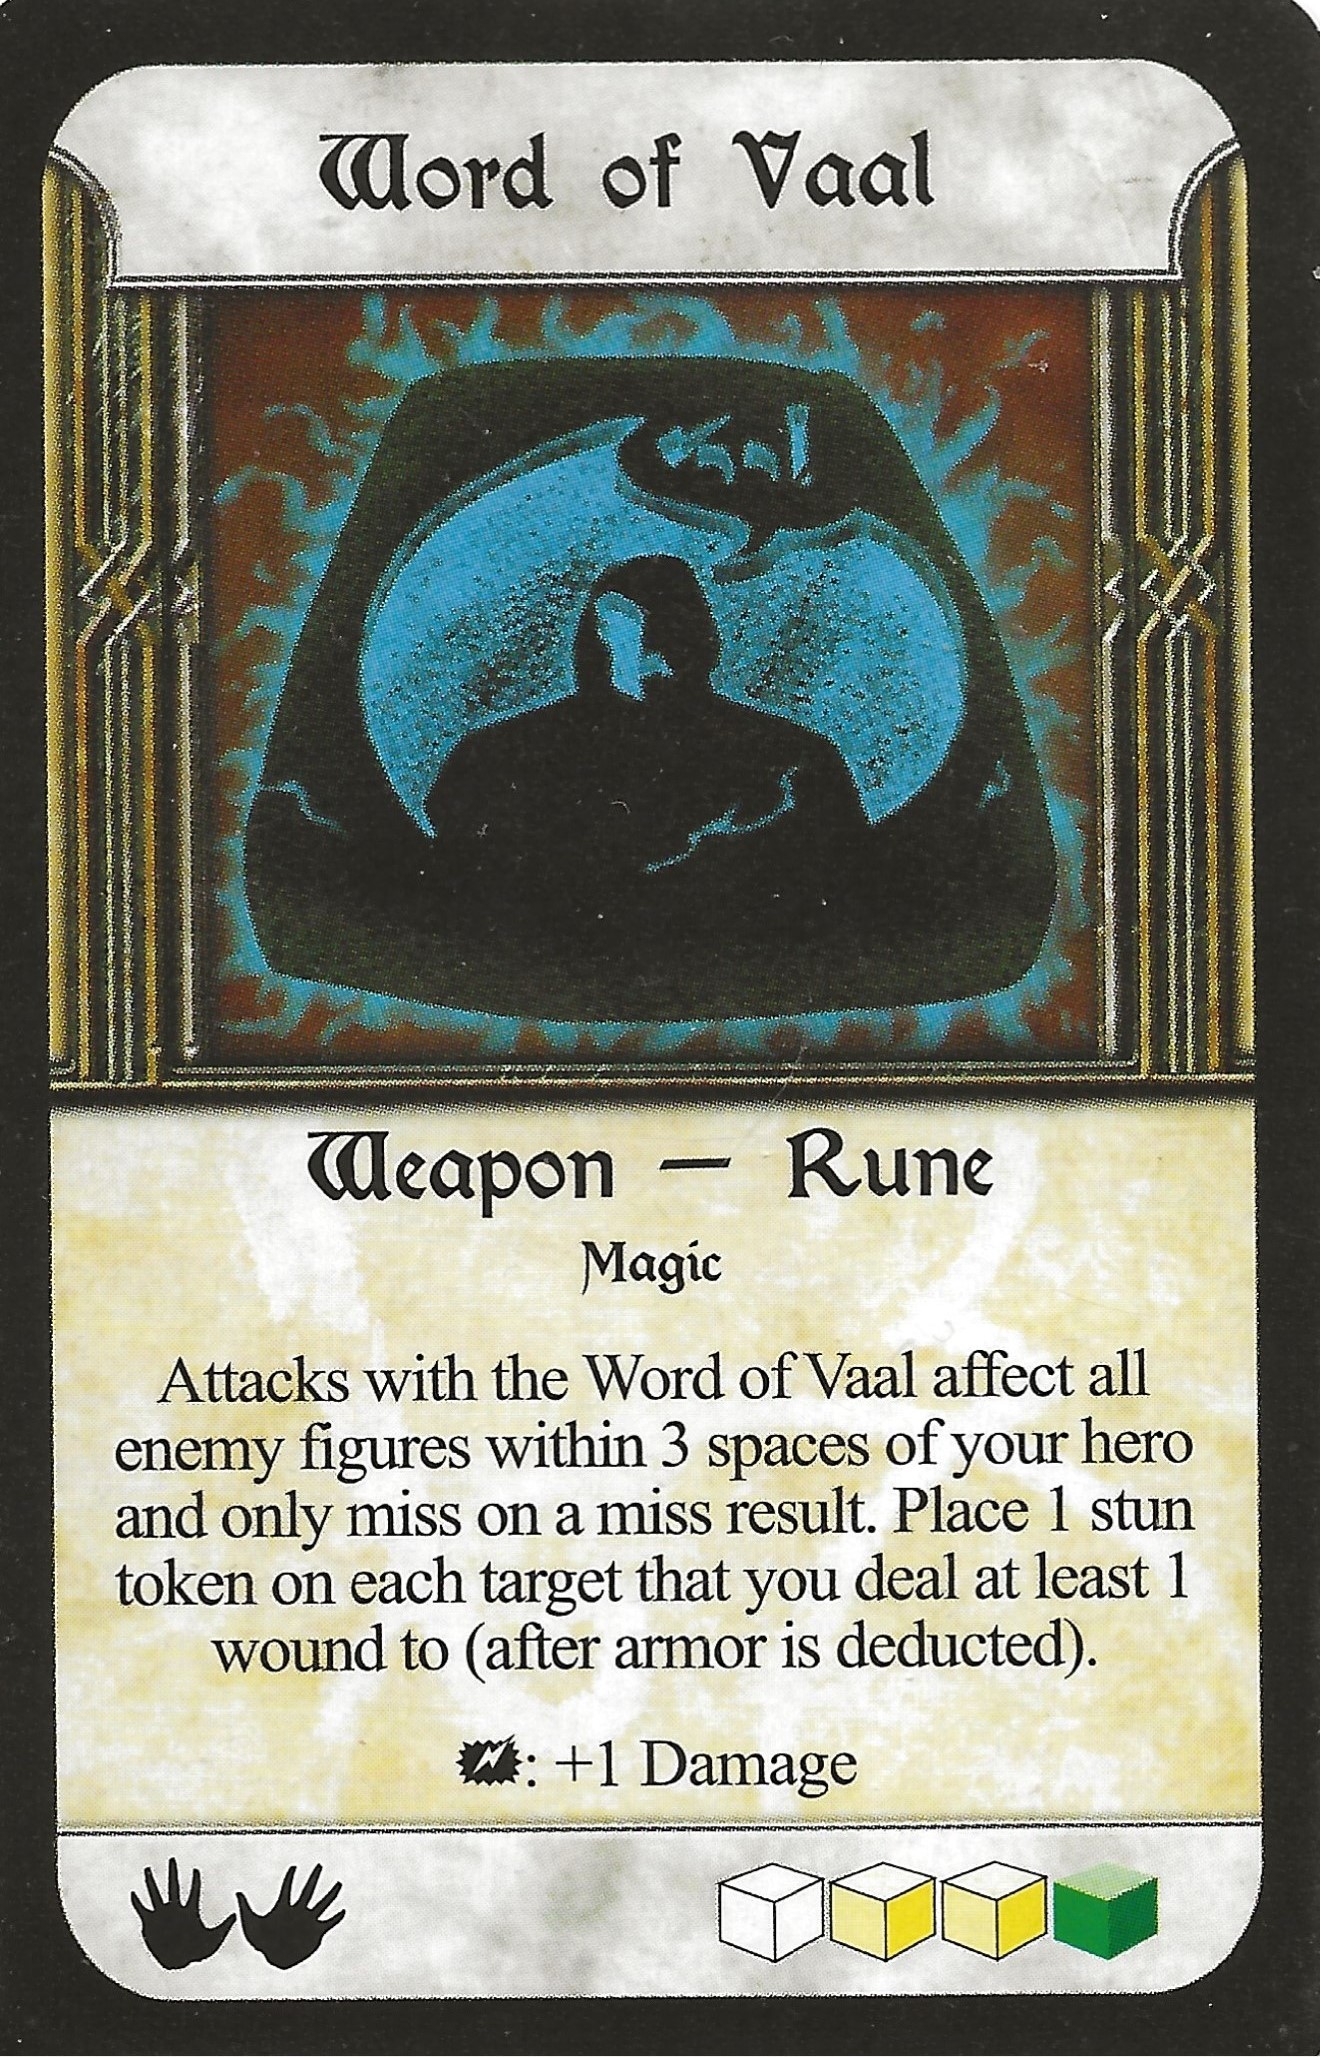 Word of Vaal
Vaal
Weapon — Rune
Magic
Attacks with the Word of Vaal affect all
enemy figures within 3 spaces of your hero
and only miss on a miss result. Place 1 stun
token on each target that you deal at least 1
wound to (after armor is deducted).
: +1 Damage